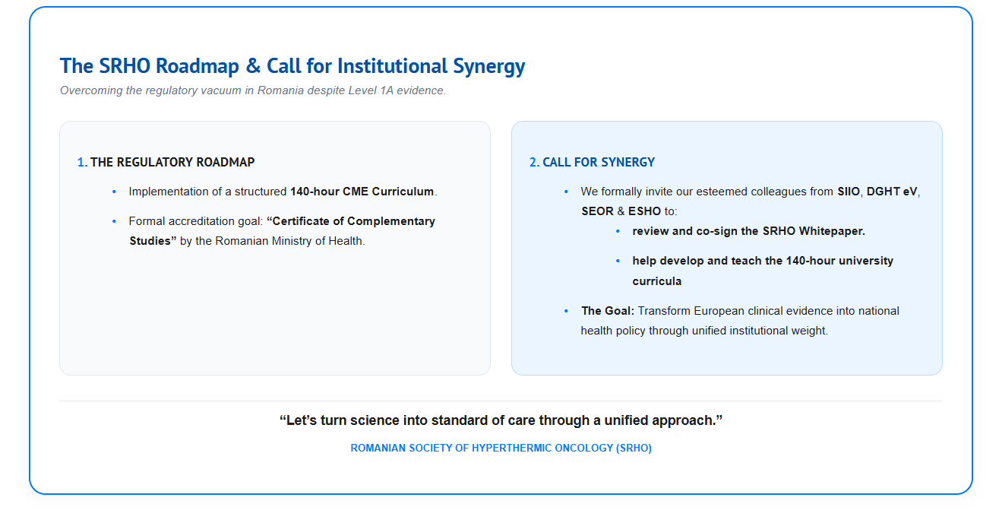 The SRHO Roadmap & Call for Institutional Synergy
Overcoming the regulatory vacuum in Romania despite Level 1A evidence.
1. THE REGULATORY ROADMAP
• Implementation of a structured 140-hour CME Curriculum.
• Formal accreditation goal: “Certificate of Complementary
Studies” by the Romanian Ministry of Health.
2. CALL FOR SYNERGY
• We formally invite our esteemed colleagues from SIIO, DGHT eV,
SEOR & ESHO to:
• review and co-sign the SRHO Whitepaper.
• help develop and teach the 140-hour university
curricula
• The Goal: Transform European clinical evidence into national
health policy through unified institutional weight.
“Let’s turn science into standard of care through a unified approach.”
ROMANIAN SOCIETY OF HYPERTHERMIC ONCOLOGY (SRHO)